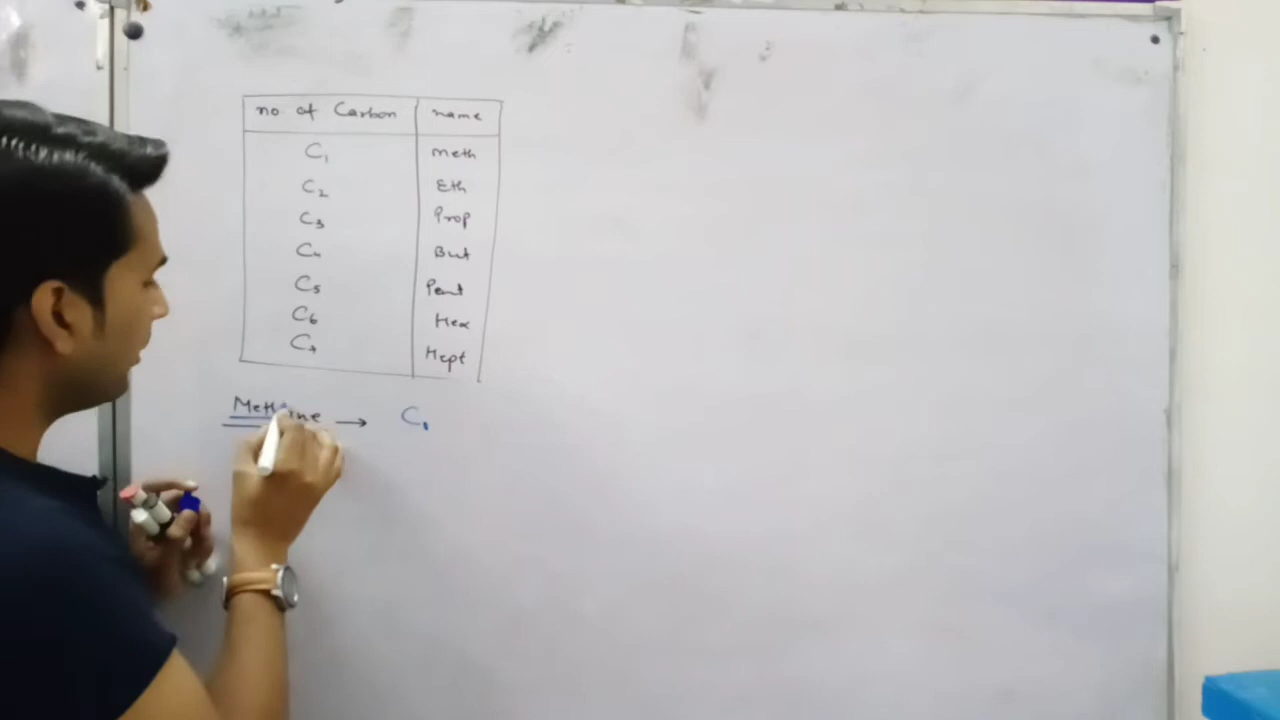 no of Carbon name
C₁ Meth
C₂ Eth
C₃ Prop
C₄ But
C₅ Pent
C₆ Hex
C₇ Hept
Methane → C₁